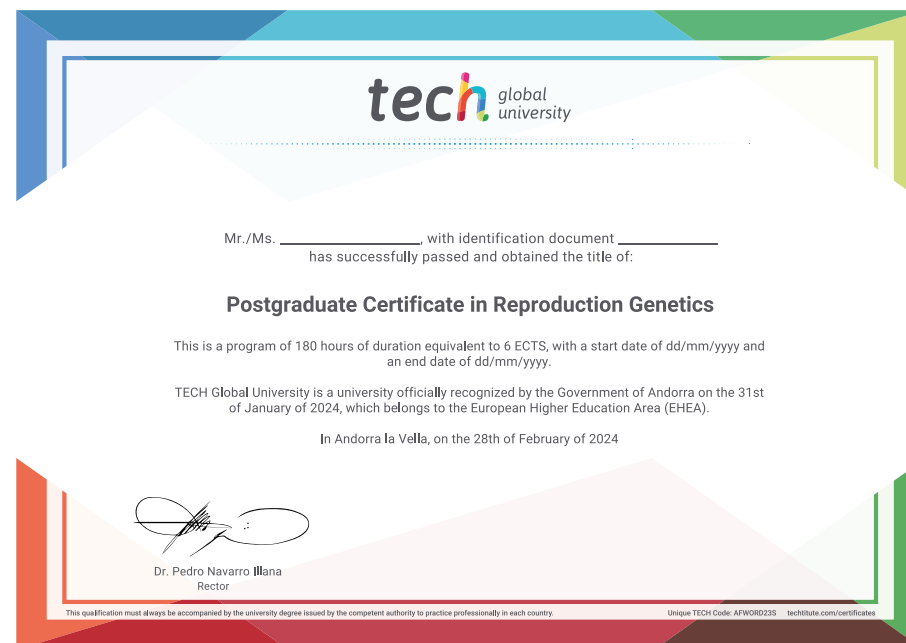 tech global university
Mr./Ms. ____________________, with identification document ______________
has successfully passed and obtained the title of:
Postgraduate Certificate in Reproduction Genetics
This is a program of 180 hours of duration equivalent to 6 ECTS, with a start date of dd/mm/yyyy and
an end date of dd/mm/yyyy.
TECH Global University is a university officially recognized by the Government of Andorra on the 31st
of January of 2024, which belongs to the European Higher Education Area (EHEA).
In Andorra la Vella, on the 28th of February of 2024
Dr. Pedro Navarro Illana
Rector
This qualification must always be accompanied by the university degree issued by the competent authority to practice professionally in each country.
Unique TECH Code: AFWORD23S techtitute.com/certificates